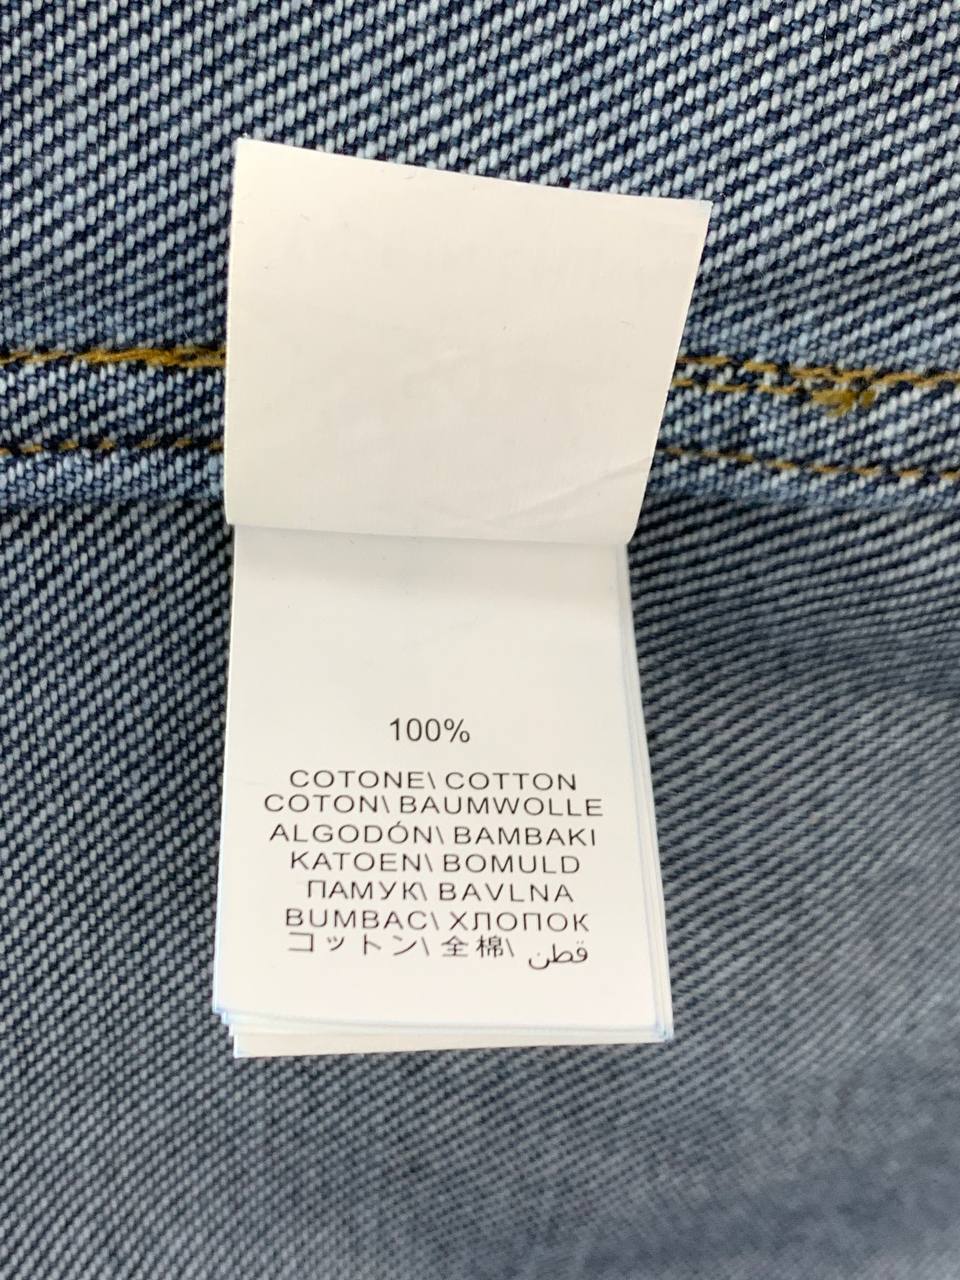 100%
COTONE\ COTTON
COTON\ BAUMWOLLE
ALGODÓN\ BAMBAKI
KATOEN\ BOMULD
ПАМУК\ BAVLNA
BUMBAC\ ХЛОПОК
コットン\ 全棉\ قطن